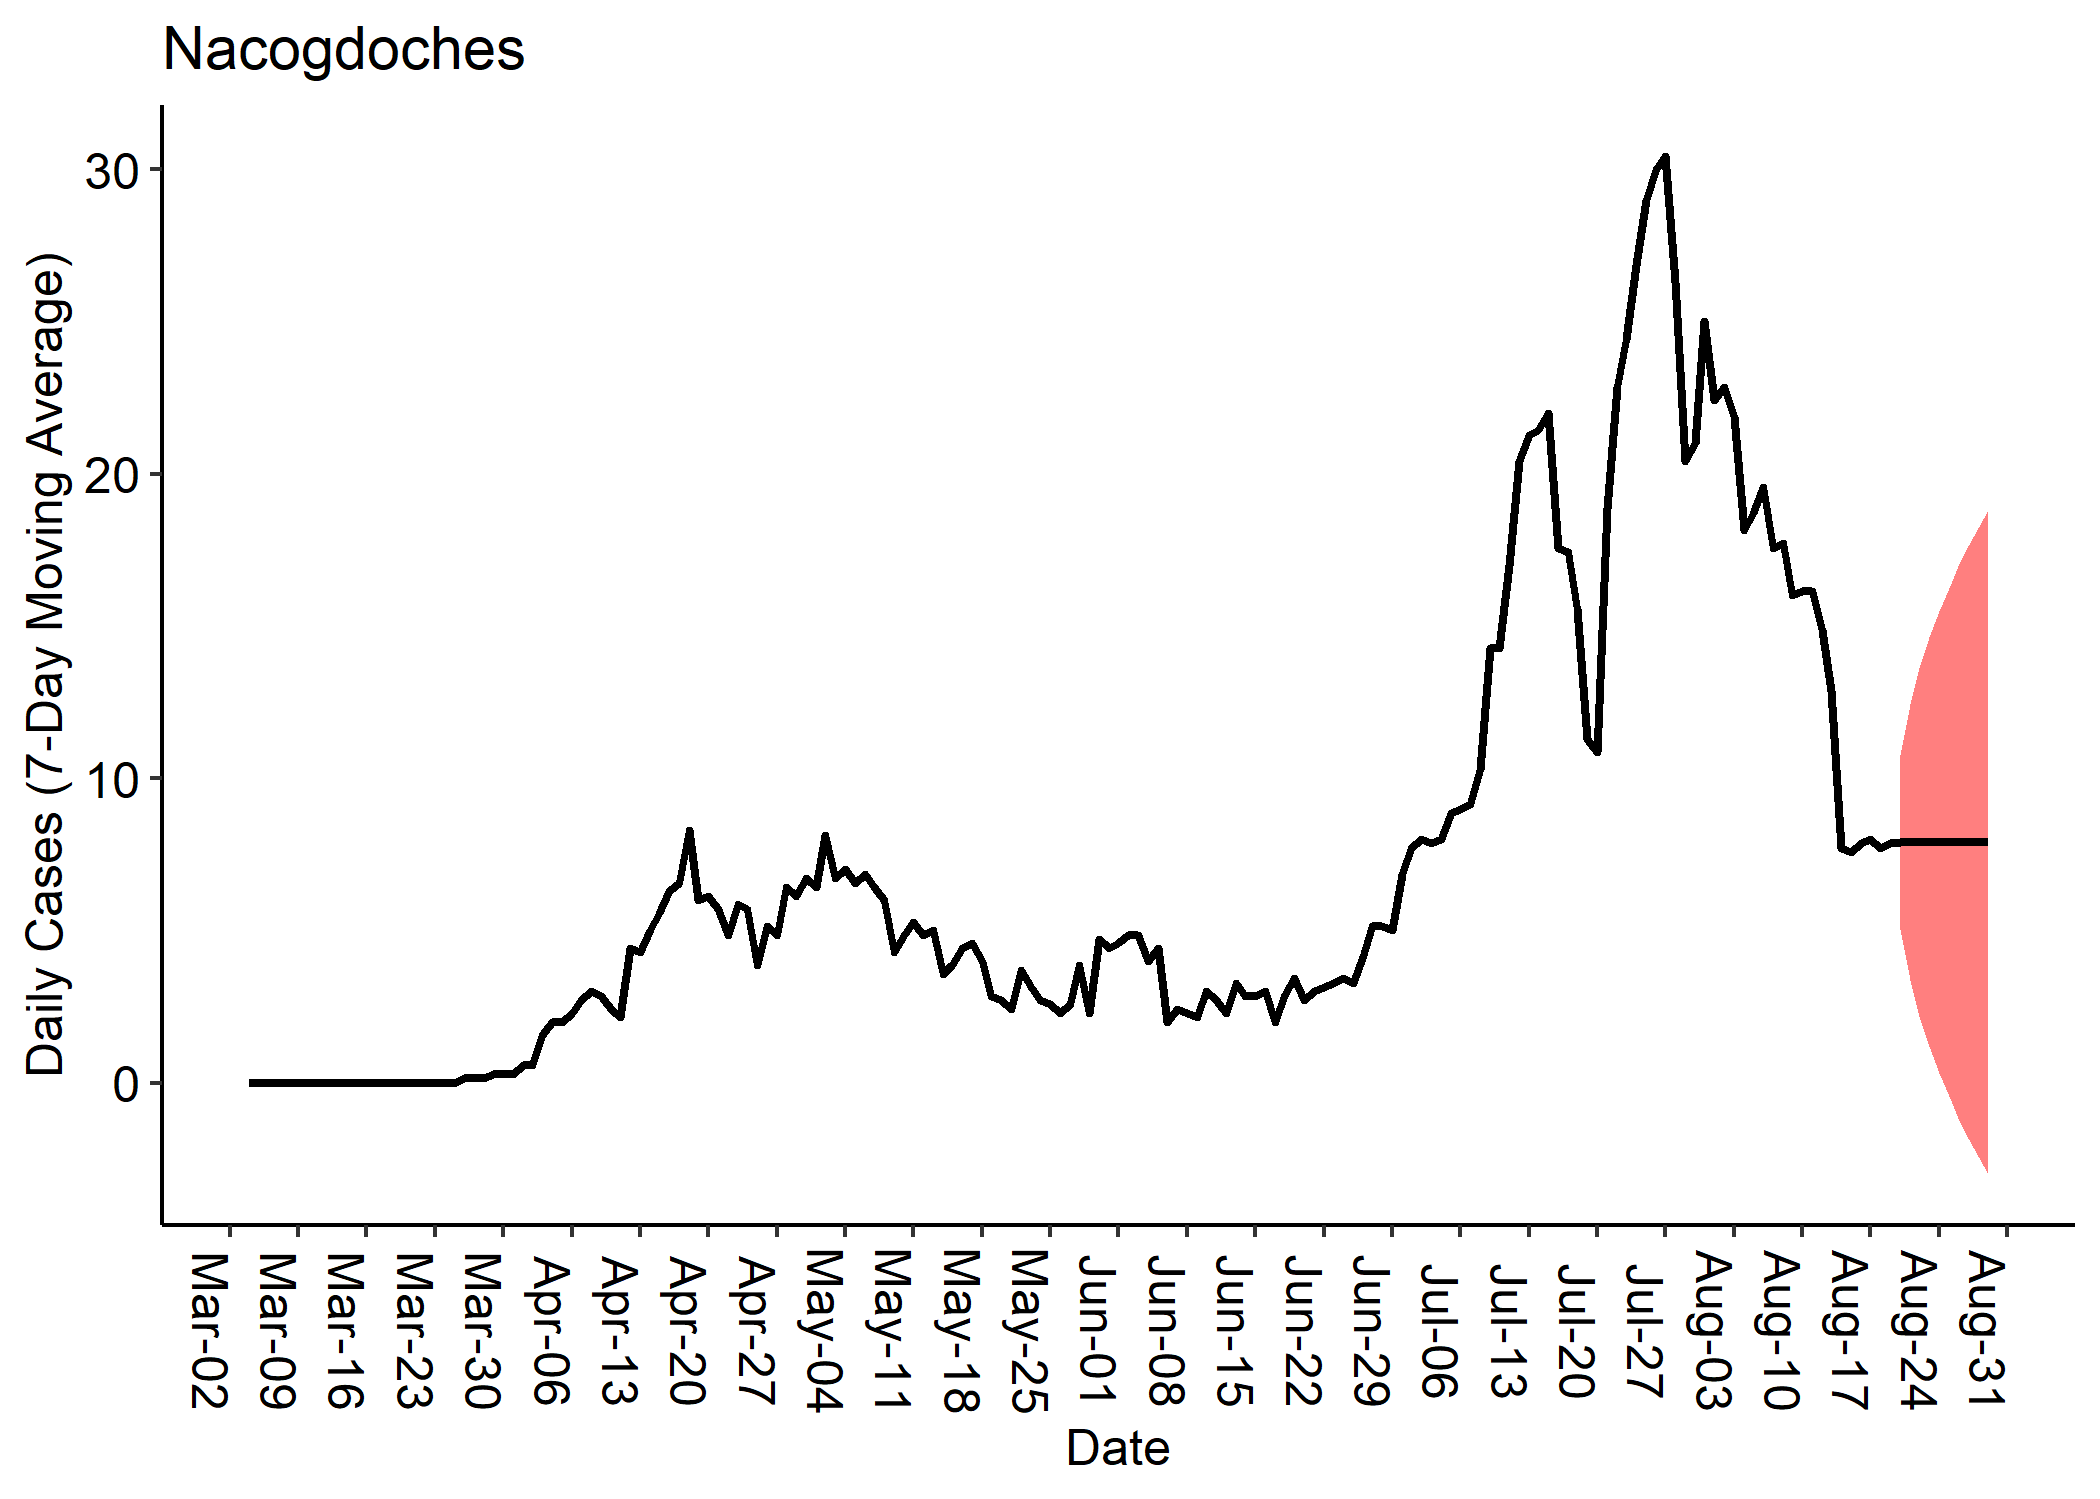 Nacogdoches
Daily Cases (7-Day Moving Average)
30
20
10
0
Mar-02
Mar-09
Mar-16
Mar-23
Mar-30
Apr-06
Apr-13
Apr-20
Apr-27
May-04
May-11
May-18
May-25
Jun-01
Jun-08
Jun-15
Jun-22
Jun-29
Jul-06
Jul-13
Jul-20
Jul-27
Aug-03
Aug-10
Aug-17
Aug-24
Aug-31
Date